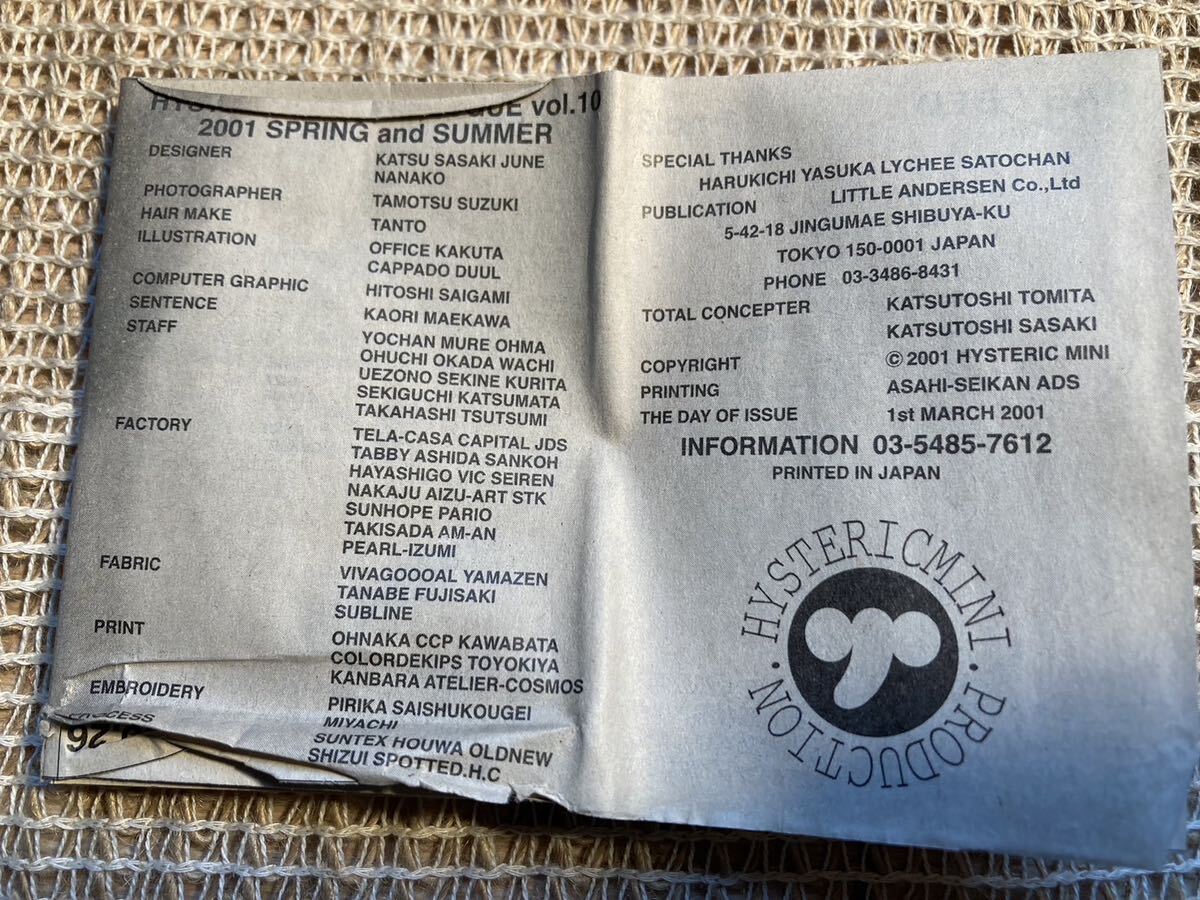 GUE vol.10
2001 SPRING and SUMMER
DESIGNER KATSU SASAKI JUNE
NANAKO
PHOTOGRAPHER TAMOTSU SUZUKI
HAIR MAKE TANTO
ILLUSTRATION OFFICE KAKUTA
CAPPADO DUUL
COMPUTER GRAPHIC HITOSHI SAIGAMI
SENTENCE KAORI MAEKAWA
STAFF YOCHAN MURE OHMA
OHUCHI OKADA WACHI
UEZONO SEKINE KURITA
SEKIGUCHI KATSUMATA
TAKAHASHI TSUTSUMI
FACTORY TELA-CASA CAPITAL JDS
TABBY ASHIDA SANKOH
HAYASHIGO VIC SEIREN
NAKAJU AIZU-ART STK
SUNHOPE PARIO
TAKISADA AM-AN
PEARL-IZUMI
FABRIC VIVAGOOOAL YAMAZEN
TANABE FUJISAKI
SUBLINE
PRINT OHNAKA CCP KAWABATA
COLORDEKIPS TOYOKIYA
KANBARA ATELIER-COSMOS
EMBROIDERY PIRIKA SAISHUKOUGEI
MIYACHI
SUNTEX HOUWA OLDNEW
SHIZUI SPOTTED.H.C
26
SPECIAL THANKS
HARUKICHI YASUKA LYCHEE SATOCHAN
PUBLICATION LITTLE ANDERSEN Co.,Ltd
5-42-18 JINGUMAE SHIBUYA-KU
TOKYO 150-0001 JAPAN
PHONE 03-3486-8431
TOTAL CONCEPTER KATSUTOSHI TOMITA
KATSUTOSHI SASAKI
COPYRIGHT © 2001 HYSTERIC MINI
PRINTING ASAHI-SEIKAN ADS
THE DAY OF ISSUE 1st MARCH 2001
INFORMATION 03-5485-7612
PRINTED IN JAPAN
HYSTERICMINI · PRODUCTION ·